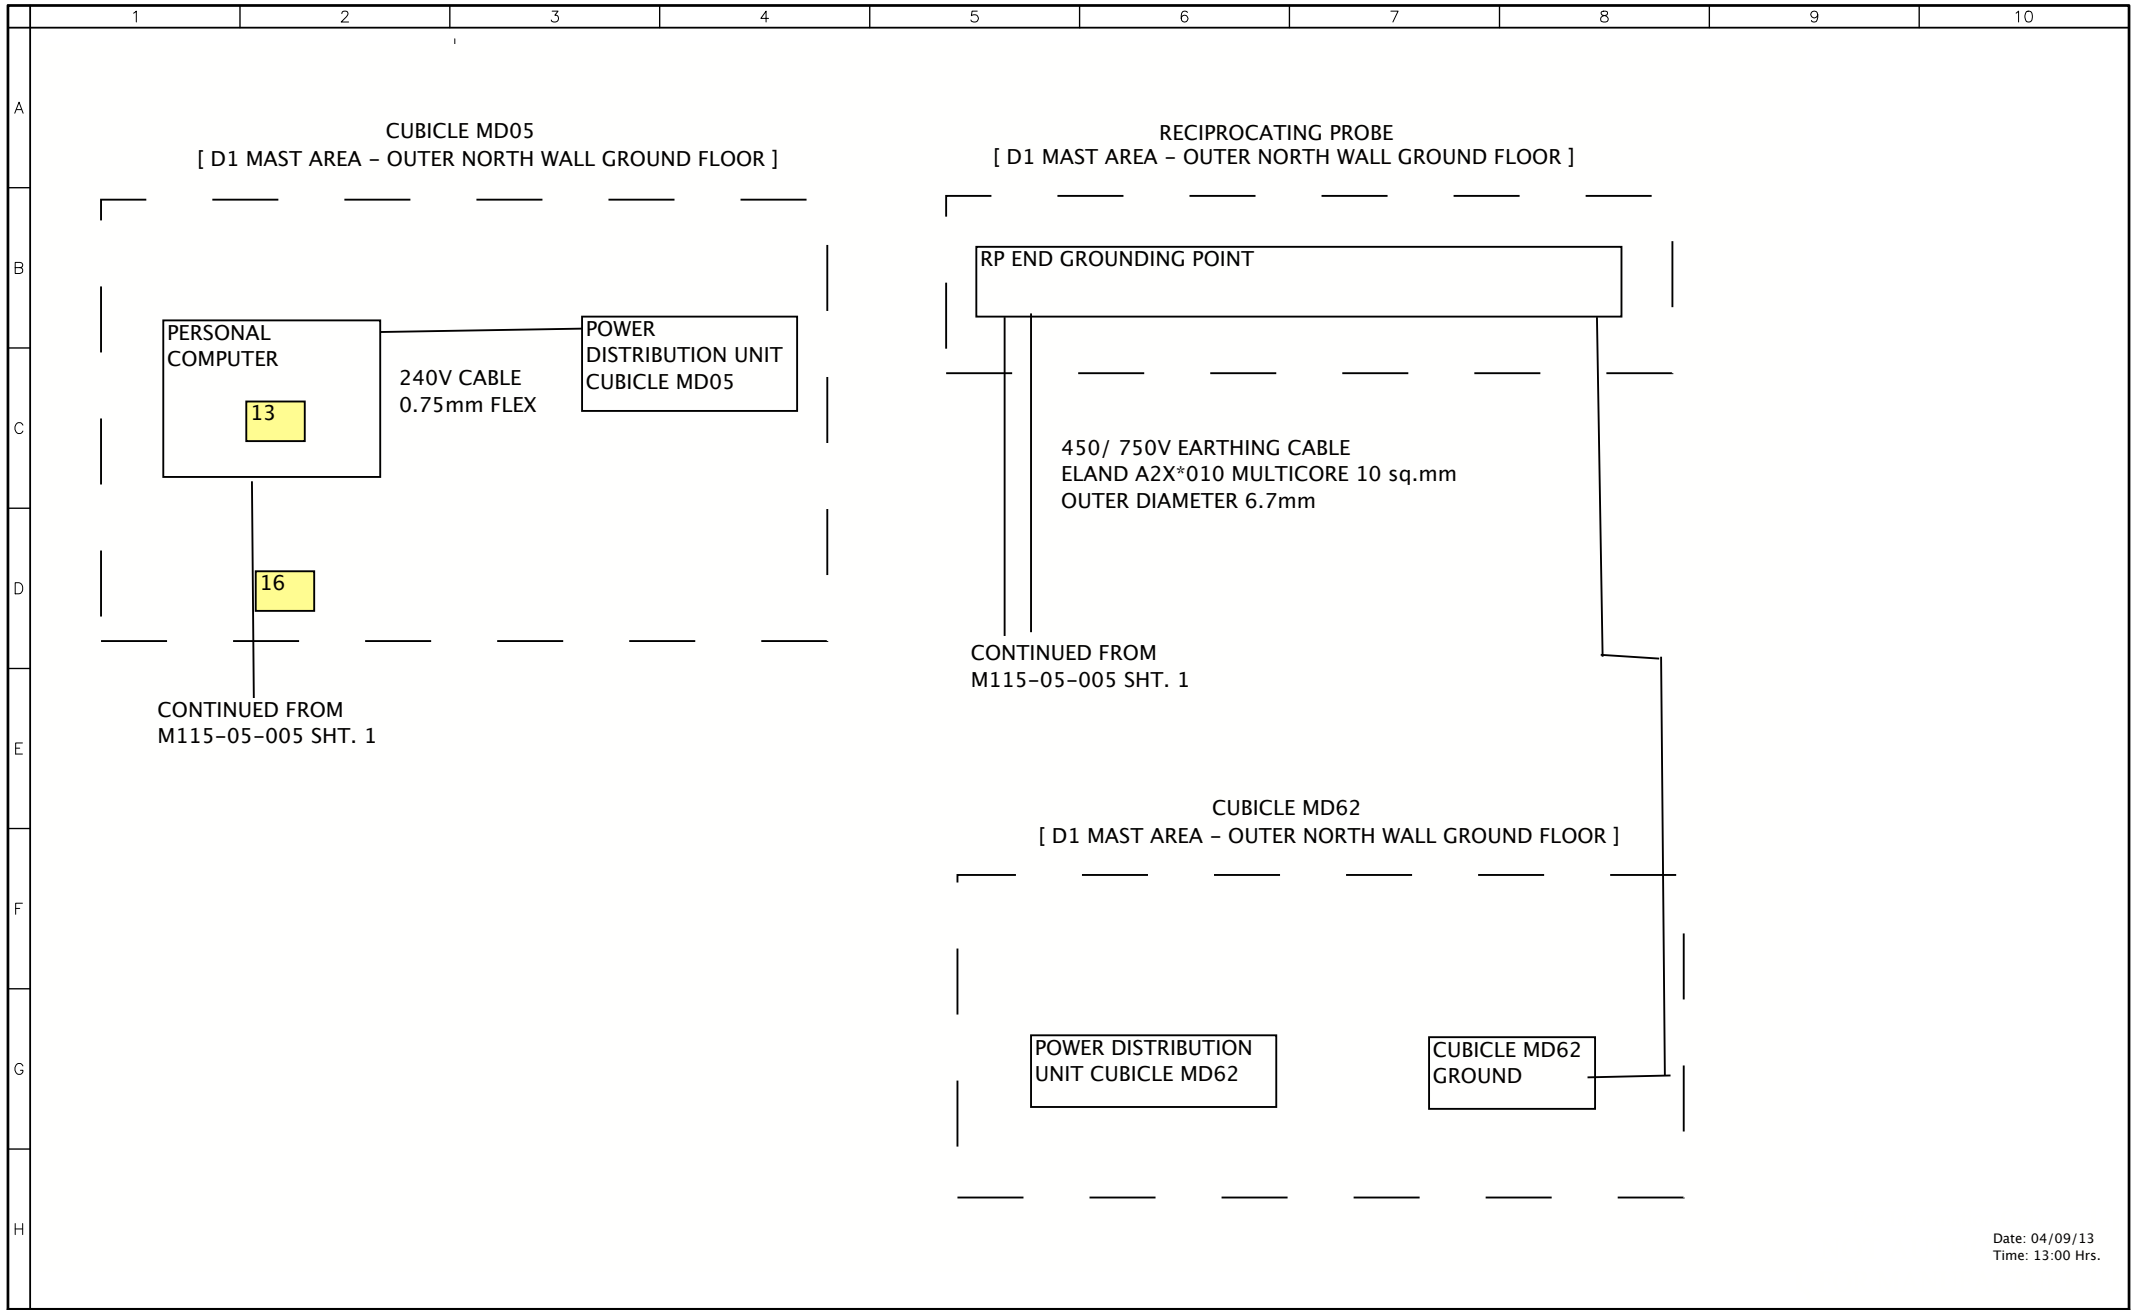 1 2 3 4 5 6 7 8 9 10
A
B
C
D
E
F
G
H
CUBICLE MD05
[ D1 MAST AREA – OUTER NORTH WALL GROUND FLOOR ]
PERSONAL
COMPUTER
13
240V CABLE
0.75mm FLEX
POWER
DISTRIBUTION UNIT
CUBICLE MD05
16
CONTINUED FROM
M115–05–005 SHT. 1
RECIPROCATING PROBE
[ D1 MAST AREA – OUTER NORTH WALL GROUND FLOOR ]
RP END GROUNDING POINT
450/ 750V EARTHING CABLE
ELAND A2X*010 MULTICORE 10 sq.mm
OUTER DIAMETER 6.7mm
CONTINUED FROM
M115–05–005 SHT. 1
CUBICLE MD62
[ D1 MAST AREA – OUTER NORTH WALL GROUND FLOOR ]
POWER DISTRIBUTION
UNIT CUBICLE MD62
CUBICLE MD62
GROUND
Date: 04/09/13
Time: 13:00 Hrs.